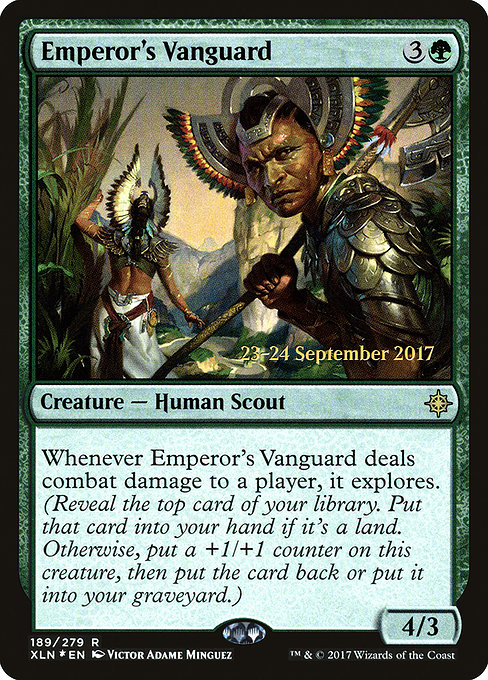 Emperor's Vanguard 3
23–24 September 2017
Creature — Human Scout
Whenever Emperor's Vanguard deals
combat damage to a player, it explores.
(Reveal the top card of your library. Put
that card into your hand if it's a land.
Otherwise, put a +1/+1 counter on this
creature, then put the card back or put it
into your graveyard.)
4/3
189/279 R
XLN EN Victor Adame Minguez
™ & © 2017 Wizards of the Coast